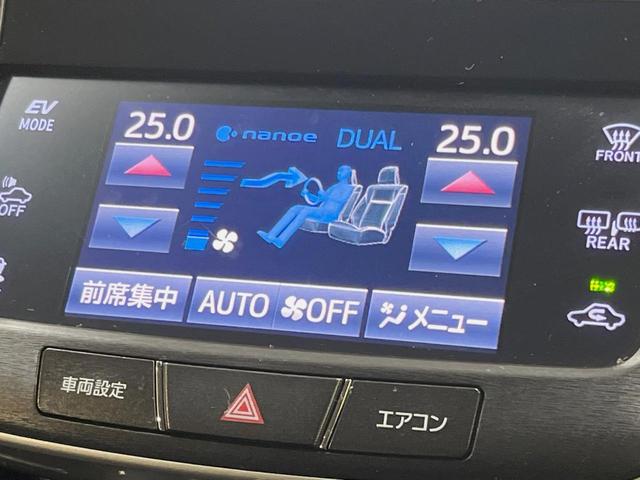 EV
MODE
25.0
nanoe DUAL
25.0
FRONT
OFF
REAR
前席集中
AUTO
OFF
メニュー
車両設定
エアコン